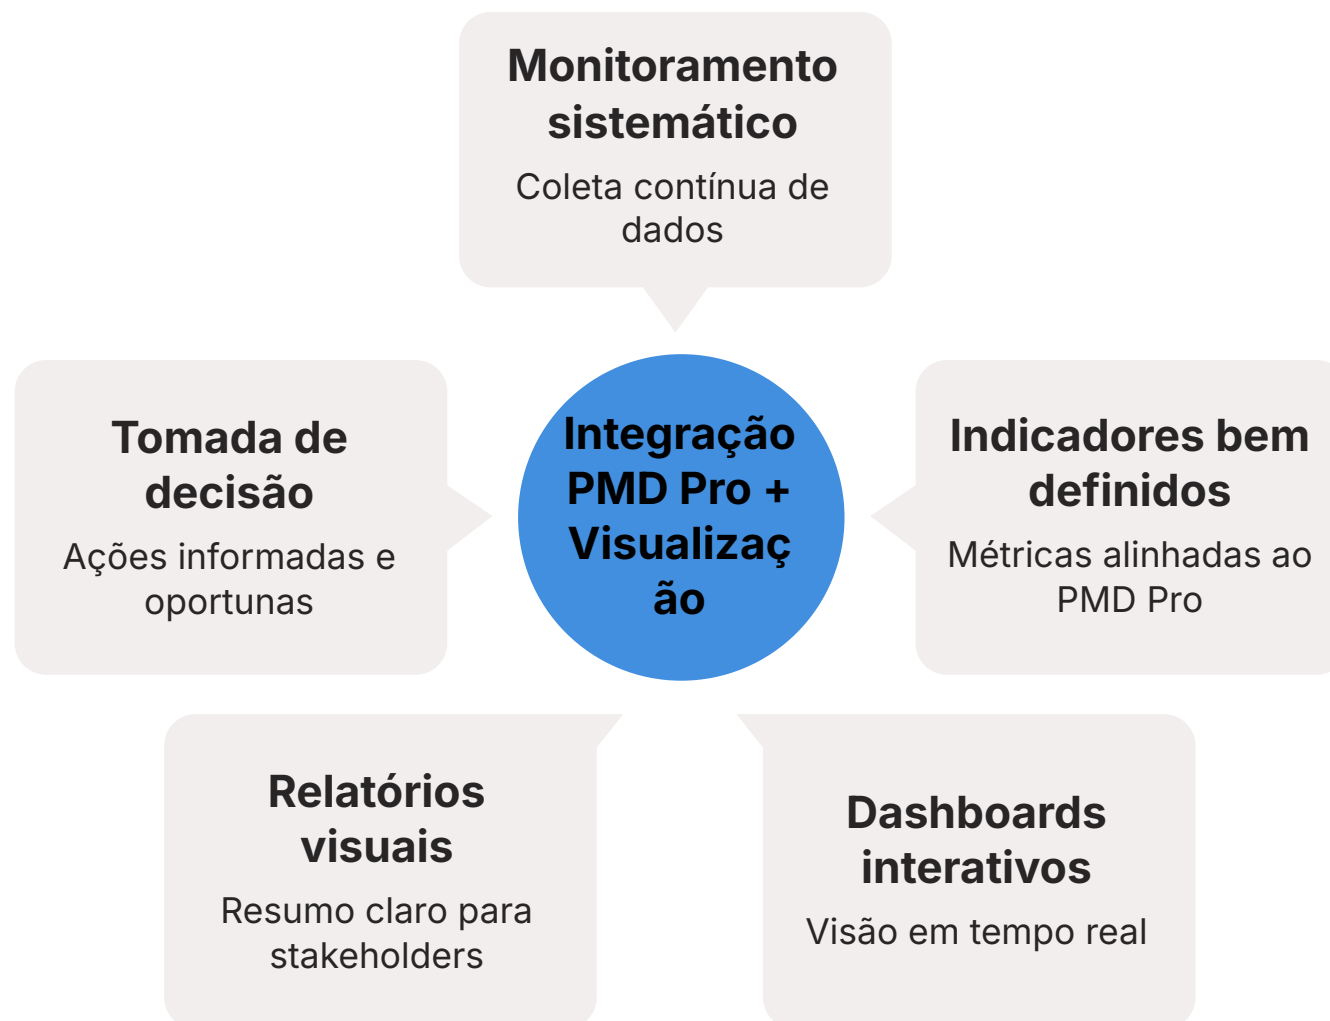 Monitoramento
sistemático
Coleta contínua de
dados
Tomada de
decisão
Ações informadas e
oportunas
Integração
PMD Pro +
Visualizaç
ão
Indicadores bem
definidos
Métricas alinhadas ao
PMD Pro
Relatórios
visuais
Resumo claro para
stakeholders
Dashboards
interativos
Visão em tempo real